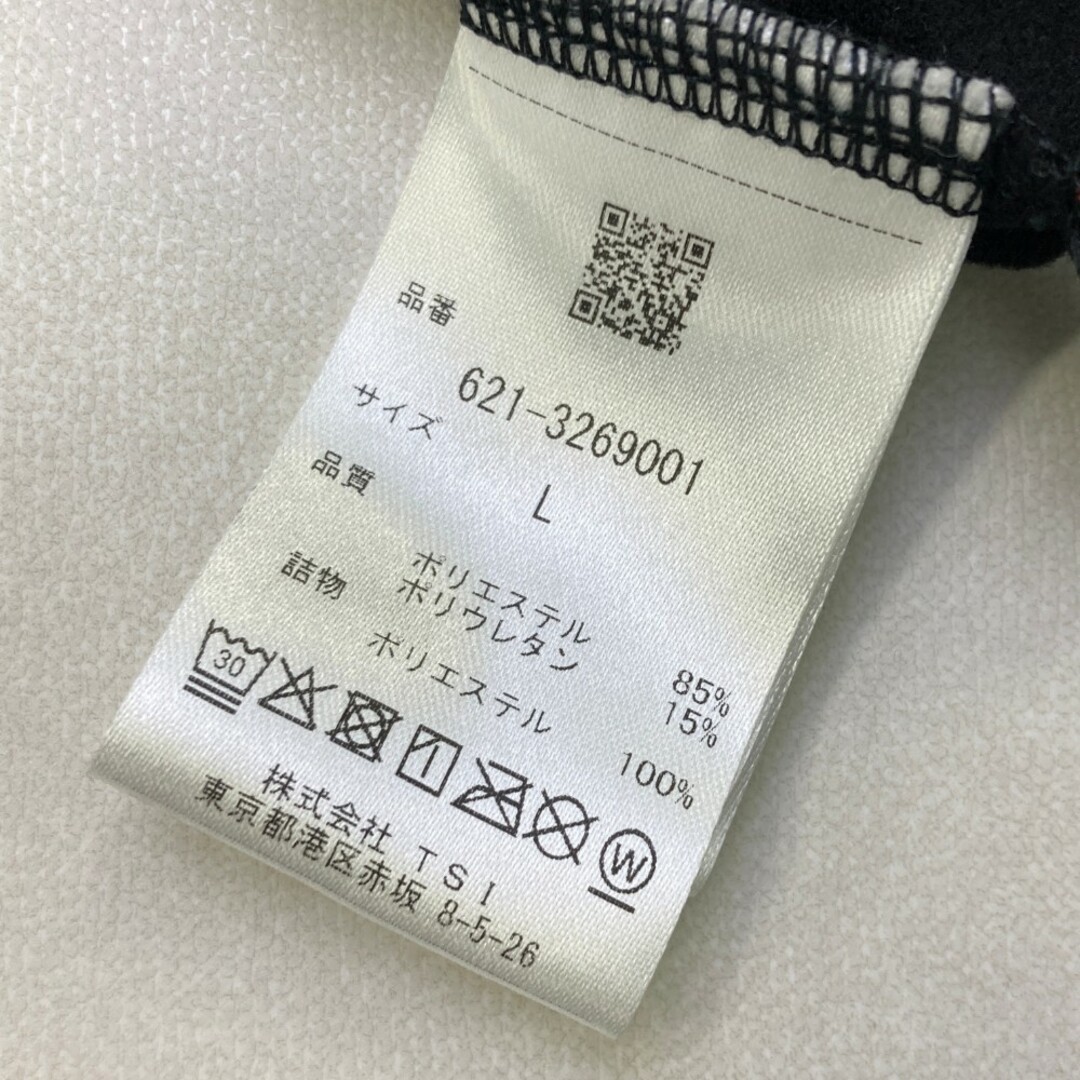 品番
621-3269001
サイズ
L
品質
ポリエステル 85%
ポリウレタン 15%
詰物
ポリエステル 100%
30
W
株式会社 TSI
東京都港区赤坂 8-5-26